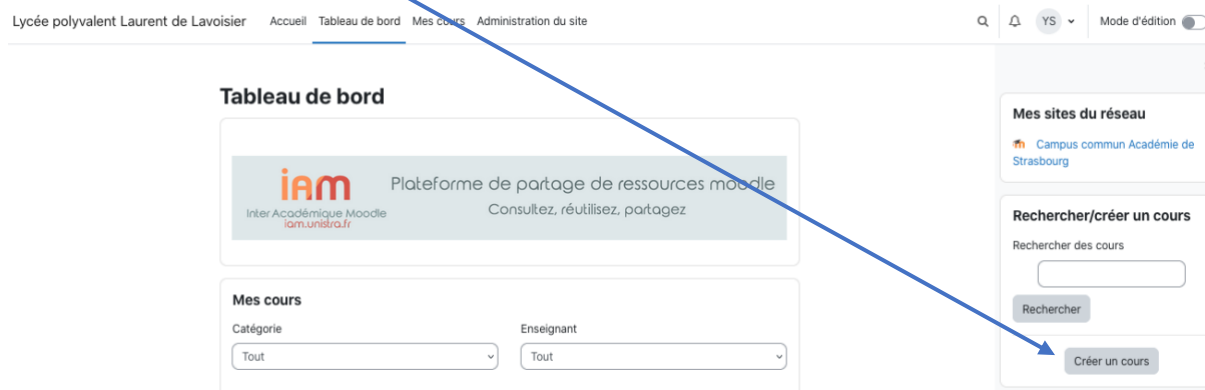 Lycée polyvalent Laurent de Lavoisier Accueil Tableau de bord Mes cours Administration du site YS Mode d'édition
Tableau de bord
iam
Inter Académique Moodle
iam.unistra.fr
Plateforme de partage de ressources moodle
Consultez, réutilisez, partagez
Mes cours
Catégorie Enseignant
Tout Tout
Mes sites du réseau
Campus commun Académie de
Strasbourg
Rechercher/créer un cours
Rechercher des cours
Rechercher
Créer un cours